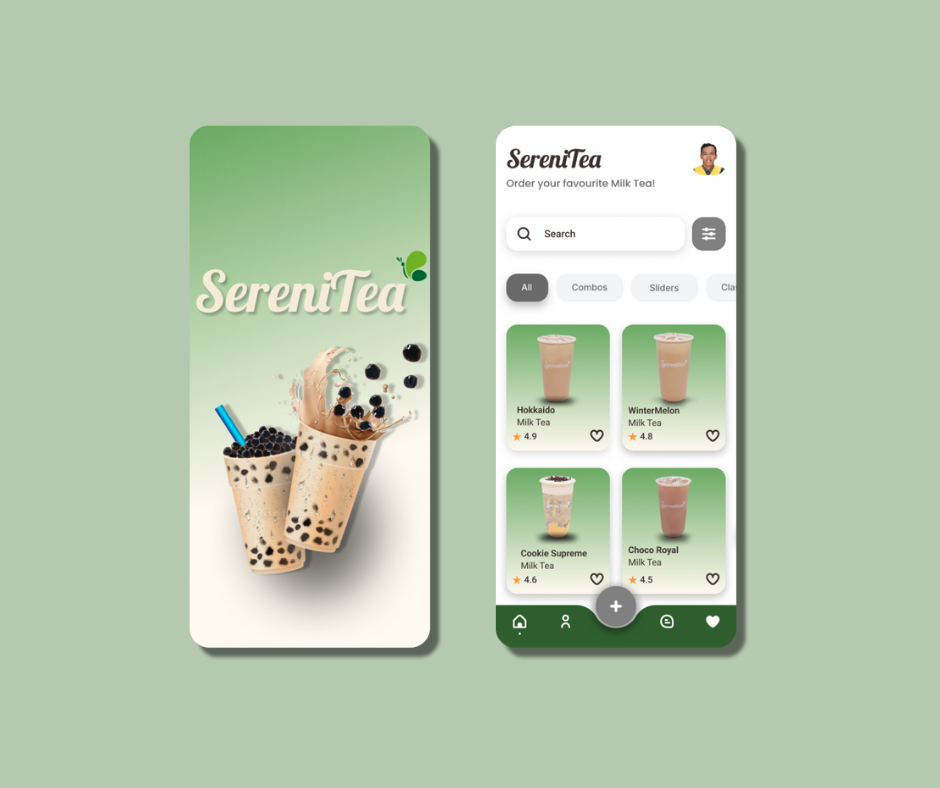 SereniTea
SereniTea
Order your favourite Milk Tea!
Search
All
Combos
Sliders
Clas
Hokkaido
Milk Tea
4.9
WinterMelon
Milk Tea
4.8
Cookie Supreme
Milk Tea
4.6
Choco Royal
Milk Tea
4.5